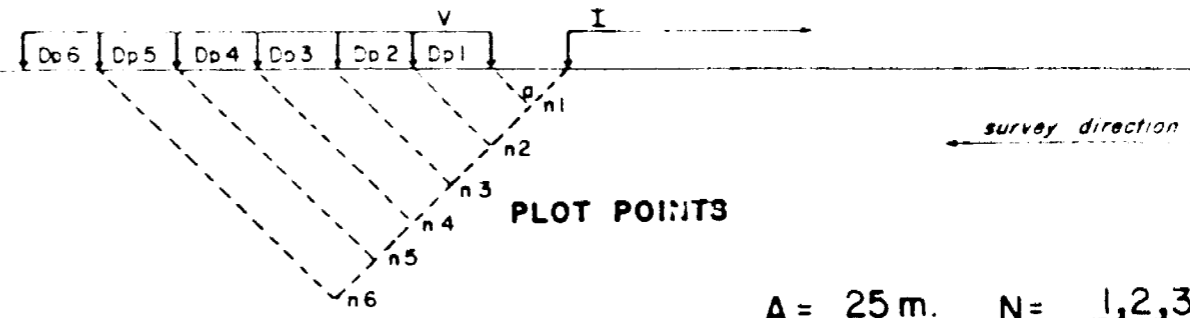 V I
Dp6 Dp5 Dp4 Dp3 Dp2 Dp1
a n1
survey direction
n2
n3
PLOT POINTS
n4
n5
n6
A = 25 m. N = 1,2,3